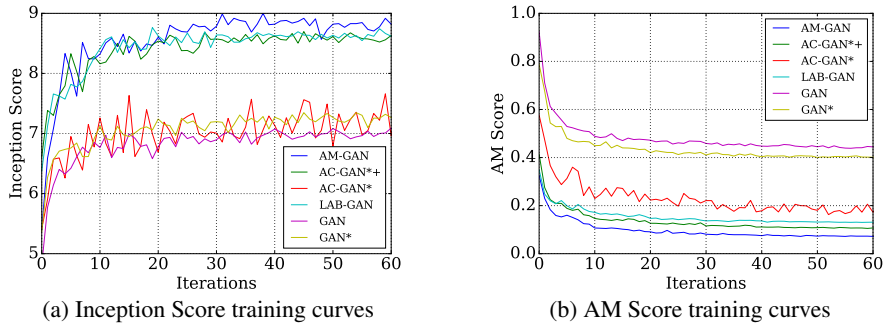 9
8
7
6
5
0
10
20
30
40
50
60
Inception Score
Iterations
AM-GAN
AC-GAN*+
AC-GAN*
LAB-GAN
GAN
GAN*
(a) Inception Score training curves
1.0
0.8
0.6
0.4
0.2
0.0
0
10
20
30
40
50
60
AM Score
Iterations
AM-GAN
AC-GAN*+
AC-GAN*
LAB-GAN
GAN
GAN*
(b) AM Score training curves